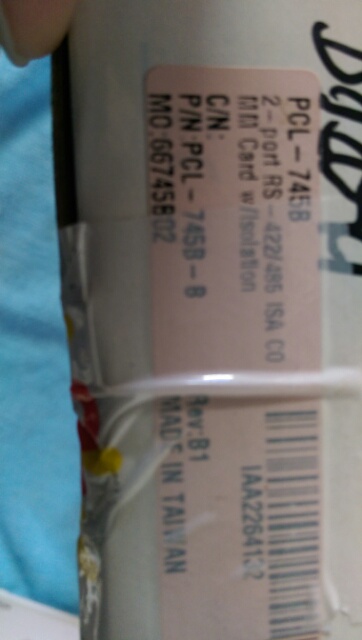 PCL-745B
2-port RS-422/485 ISA CO
MM Card w/Isolation
C/N:
P/N:PCL-745B-B
Rev:B1
MO:66745B02
MADE IN TAIWAN